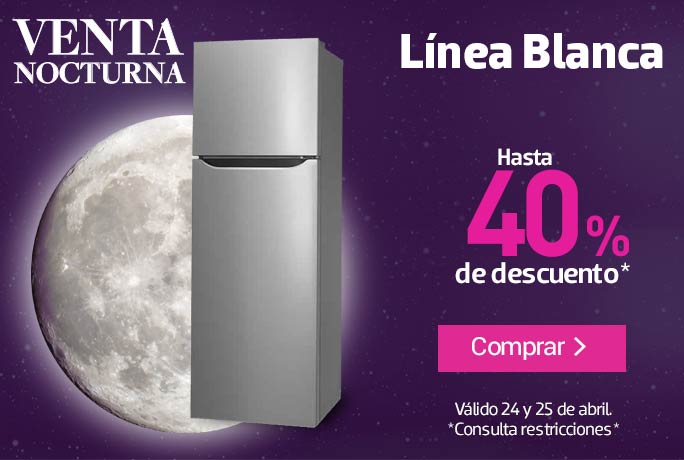 VENTA
NOCTURNA
Línea Blanca
Hasta
40%
de descuento*
Comprar >
Válido 24 y 25 de abril.
*Consulta restricciones*